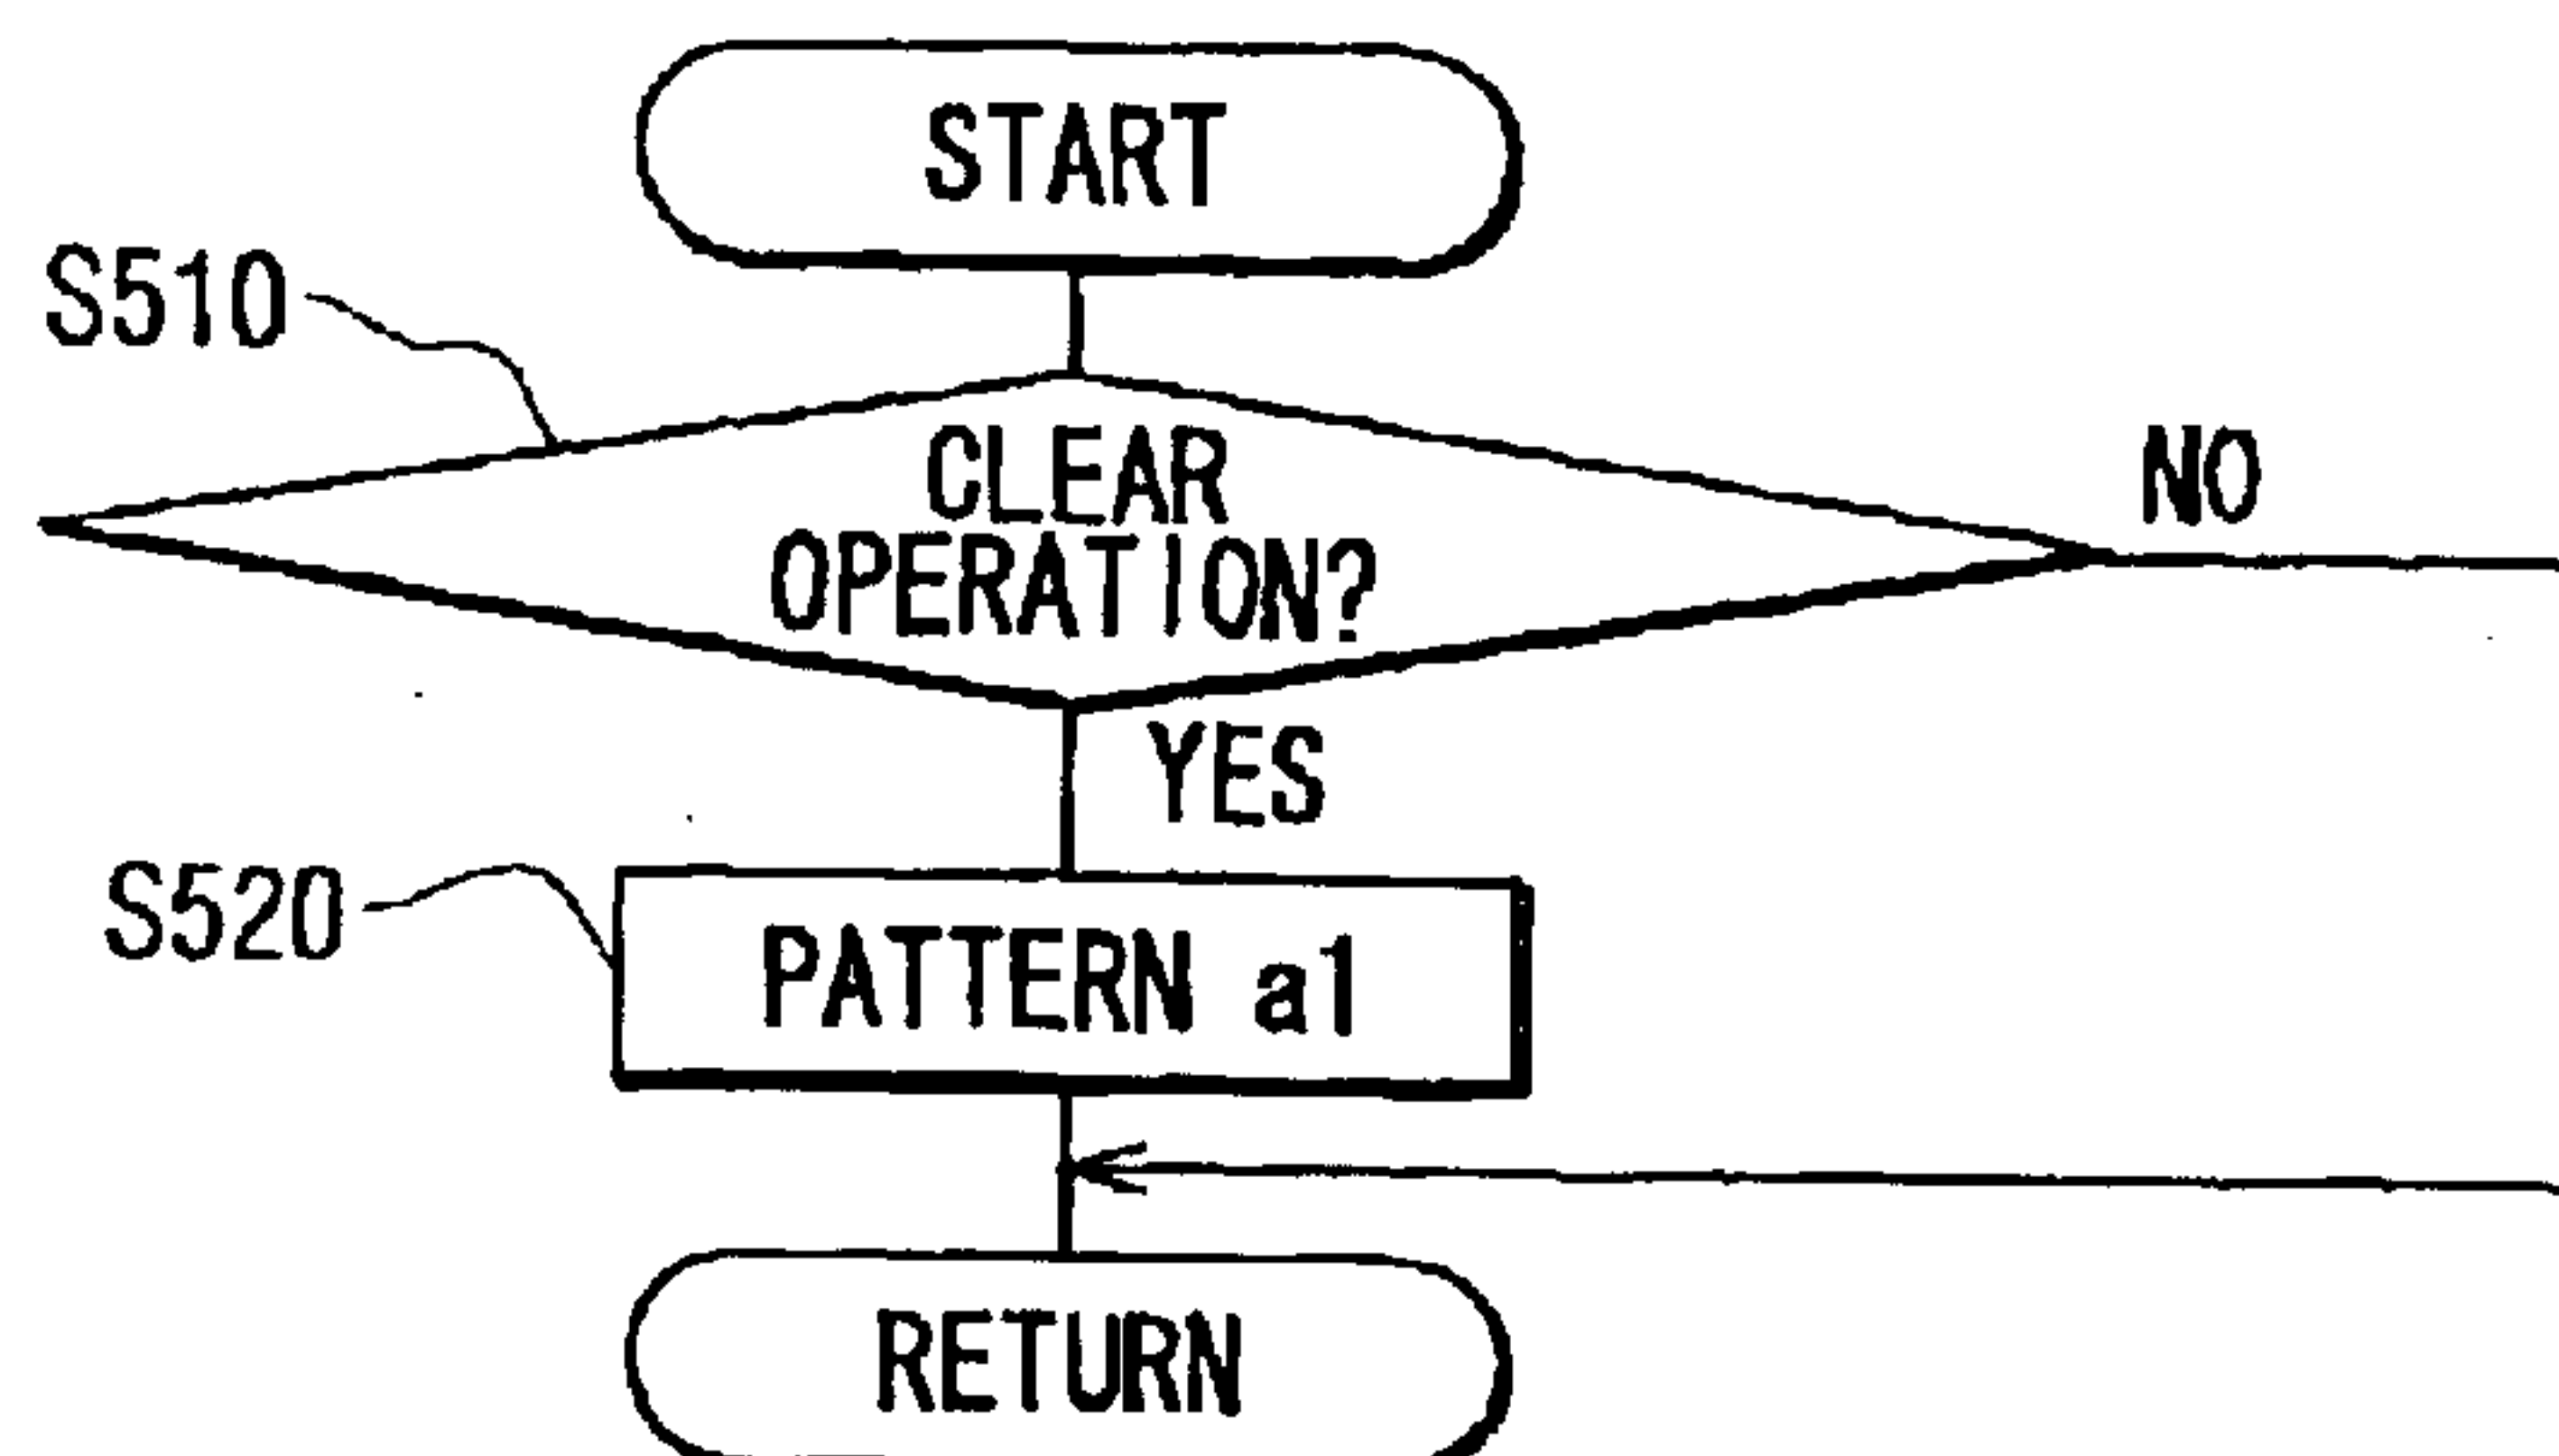 START
S510
CLEAR
OPERATION?
NO
YES
S520
PATTERN a1
RETURN